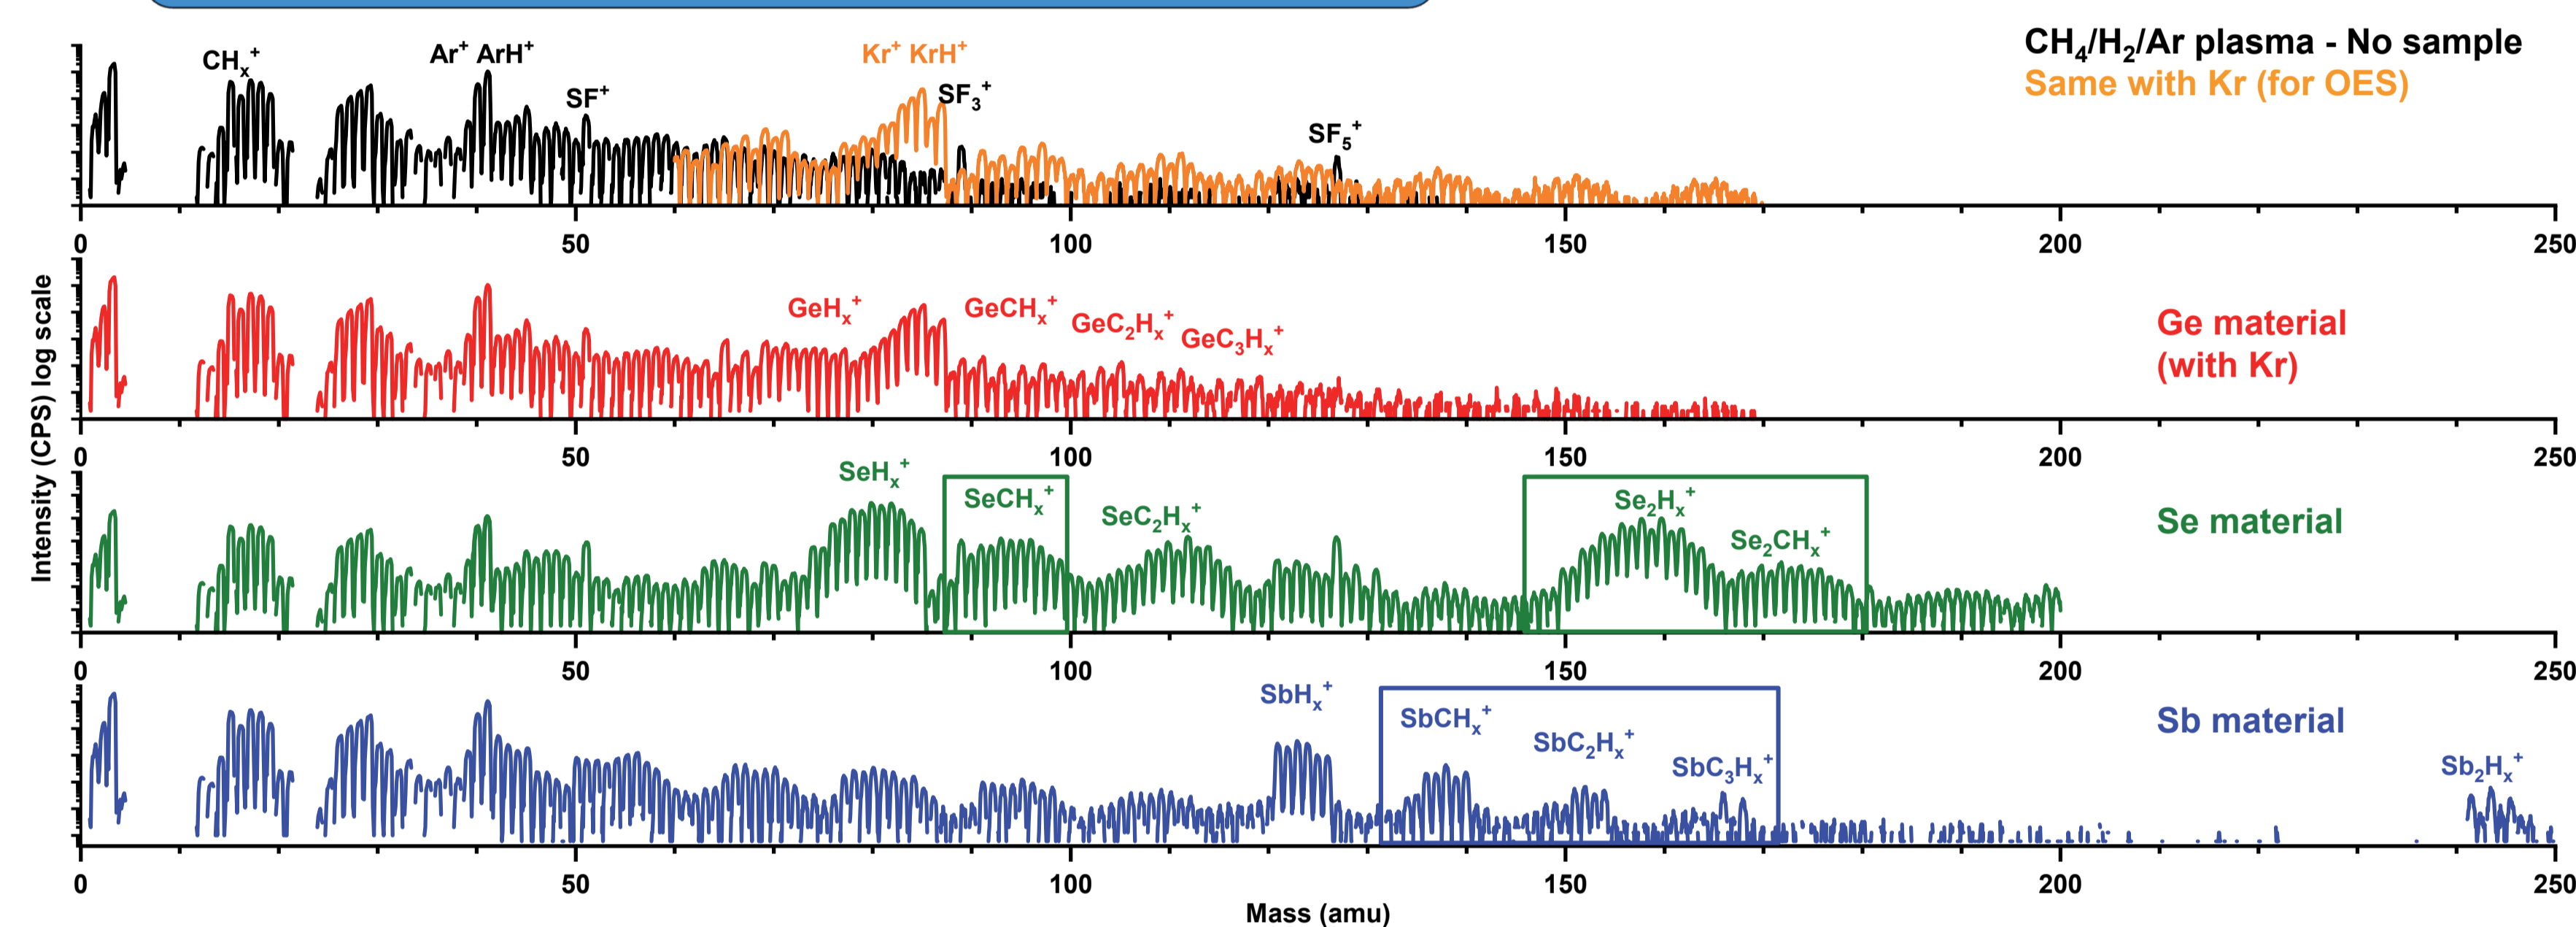 CH₄/H₂/Ar plasma - No sample
Same with Kr (for OES)
CHₓ⁺
Ar⁺ ArH⁺
SF⁺
Kr⁺ KrH⁺
SF₃⁺
SF₅⁺
0 50 100 150 200 250
Intensity (CPS) log scale
GeHₓ⁺
GeCHₓ⁺
GeC₂Hₓ⁺
GeC₃Hₓ⁺
Ge material
(with Kr)
0 50 100 150 200 250
SeHₓ⁺
SeCHₓ⁺
SeC₂Hₓ⁺
Se₂Hₓ⁺
Se₂CHₓ⁺
Se material
0 50 100 150 200 250
SbHₓ⁺
SbCHₓ⁺
SbC₂Hₓ⁺
SbC₃Hₓ⁺
Sb material
Sb₂Hₓ⁺
0 50 100 150 200 250
Mass (amu)